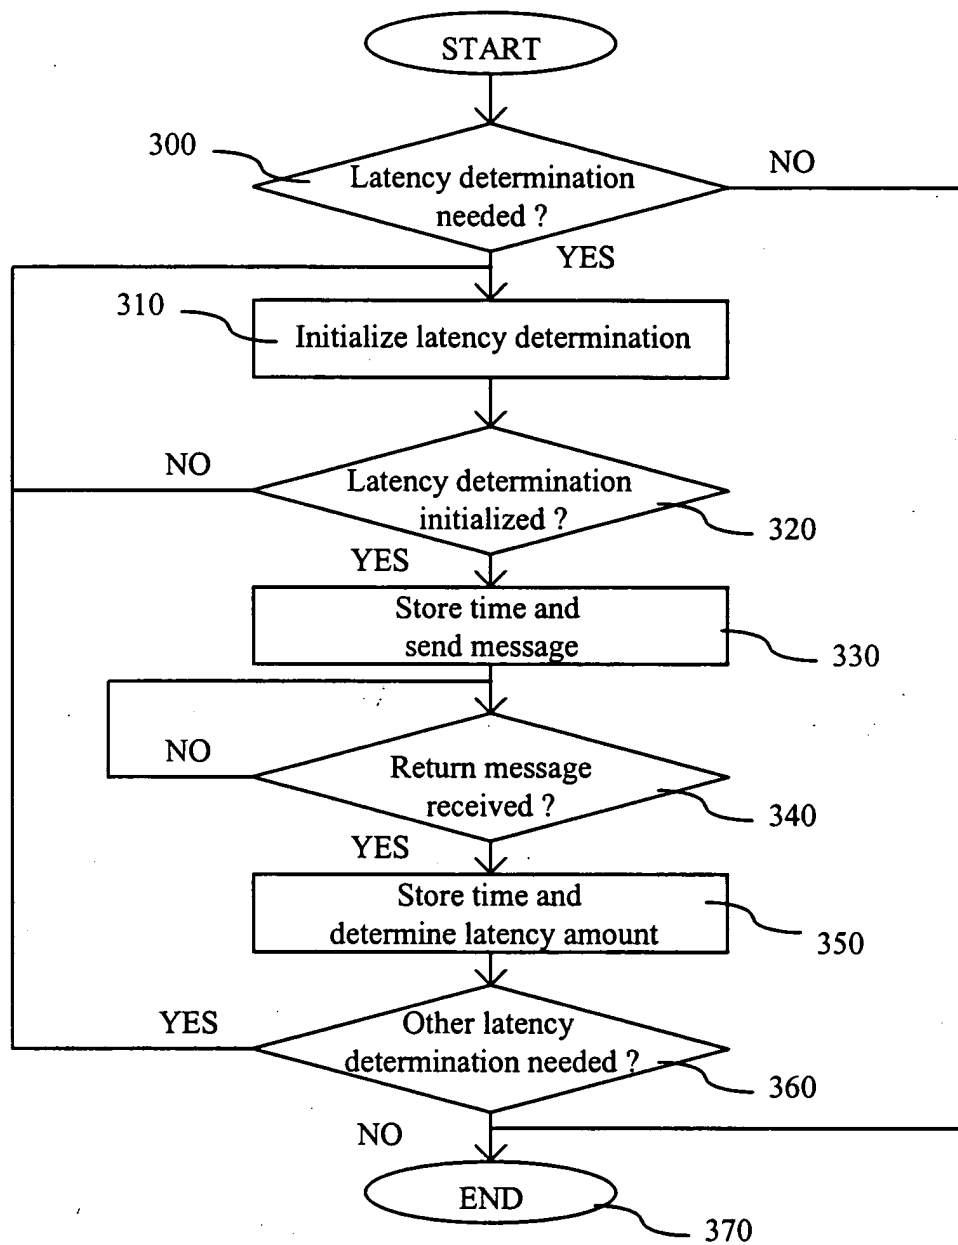 START
300
NO
Latency determination
needed ?
YES
310
Initialize latency determination
NO
Latency determination
initialized ?
320
YES
Store time and
send message
330
NO
Return message
received ?
340
YES
Store time and
determine latency amount
350
YES
Other latency
determination needed ?
360
NO
END
370